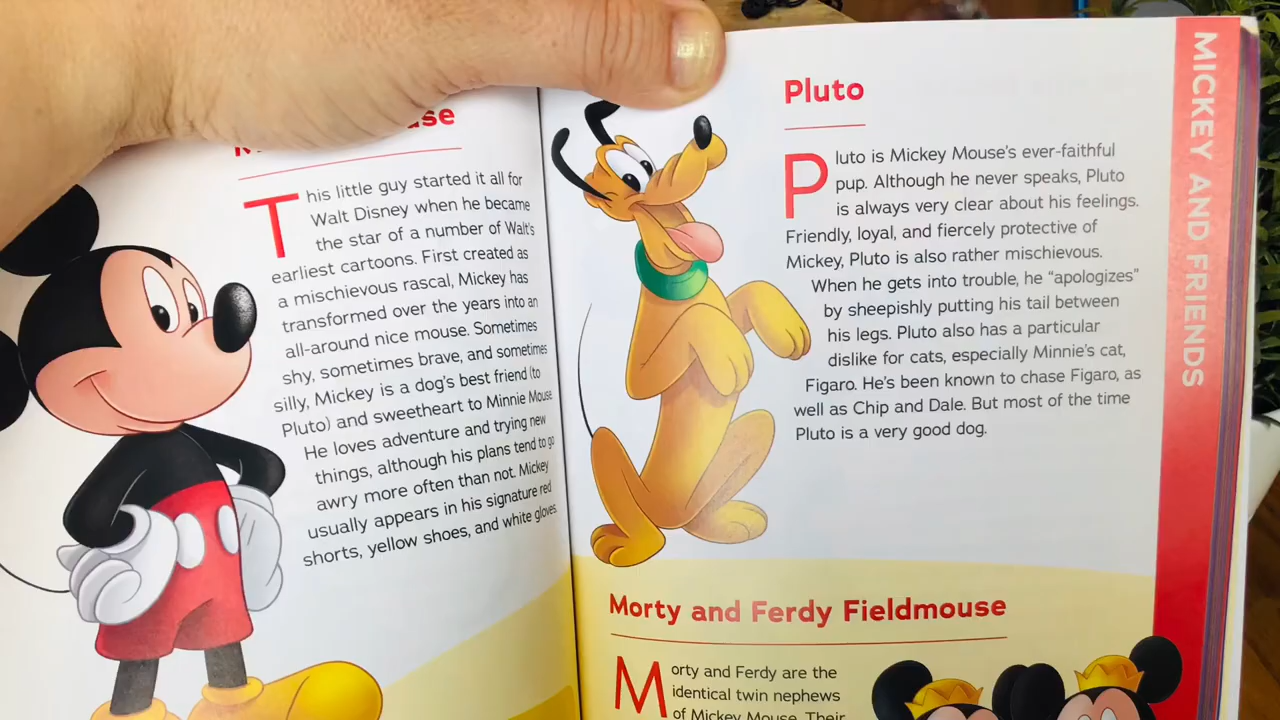 This little guy started it all for
Walt Disney when he became
the star of a number of Walt's
earliest cartoons. First created as
a mischievous rascal, Mickey has
transformed over the years into an
all-around nice mouse. Sometimes
shy, sometimes brave, and sometimes
silly, Mickey is a dog's best friend (to
Pluto) and sweetheart to Minnie Mouse
He loves adventure and trying new
things, although his plans tend to go
awry more often than not. Mickey
usually appears in his signature red
shorts, yellow shoes, and white gloves.
Pluto
Pluto is Mickey Mouse's ever-faithful
pup. Although he never speaks, Pluto
is always very clear about his feelings.
Friendly, loyal, and fiercely protective of
Mickey, Pluto is also rather mischievous.
When he gets into trouble, he "apologizes"
by sheepishly putting his tail between
his legs. Pluto also has a particular
dislike for cats, especially Minnie's cat,
Figaro. He's been known to chase Figaro, as
well as Chip and Dale. But most of the time
Pluto is a very good dog.
Morty and Ferdy Fieldmouse
Morty and Ferdy are the
identical twin nephews
of Mickey Mouse. Their
MICKEY AND FRIENDS